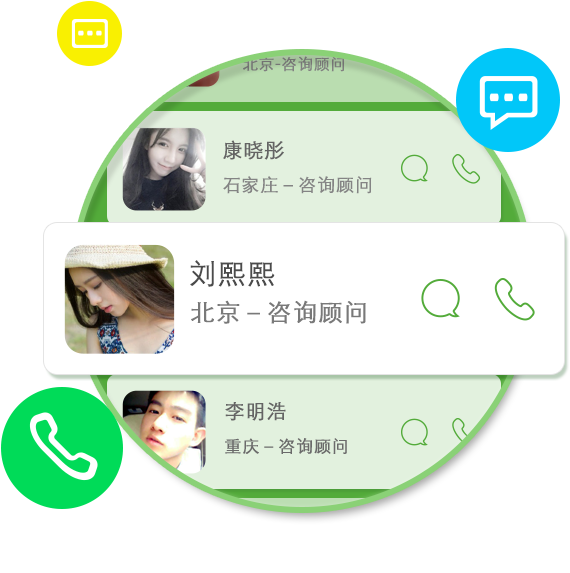 北京-咨询顾问
康晓彤
石家庄 – 咨询顾问
刘熙熙
北京 – 咨询顾问
李明浩
重庆 – 咨询顾问